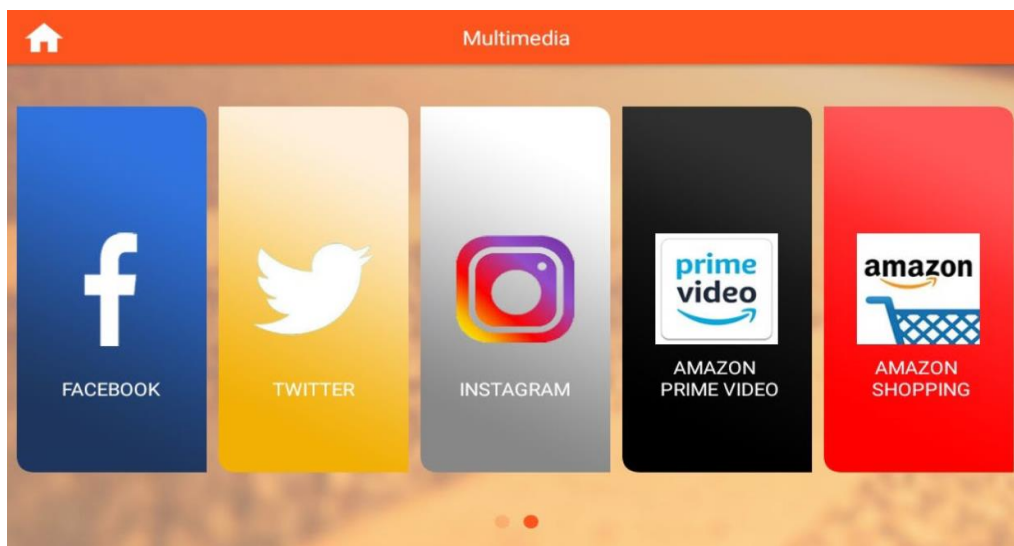 Multimedia
FACEBOOK
TWITTER
INSTAGRAM
prime
video
AMAZON
PRIME VIDEO
amazon
AMAZON
SHOPPING